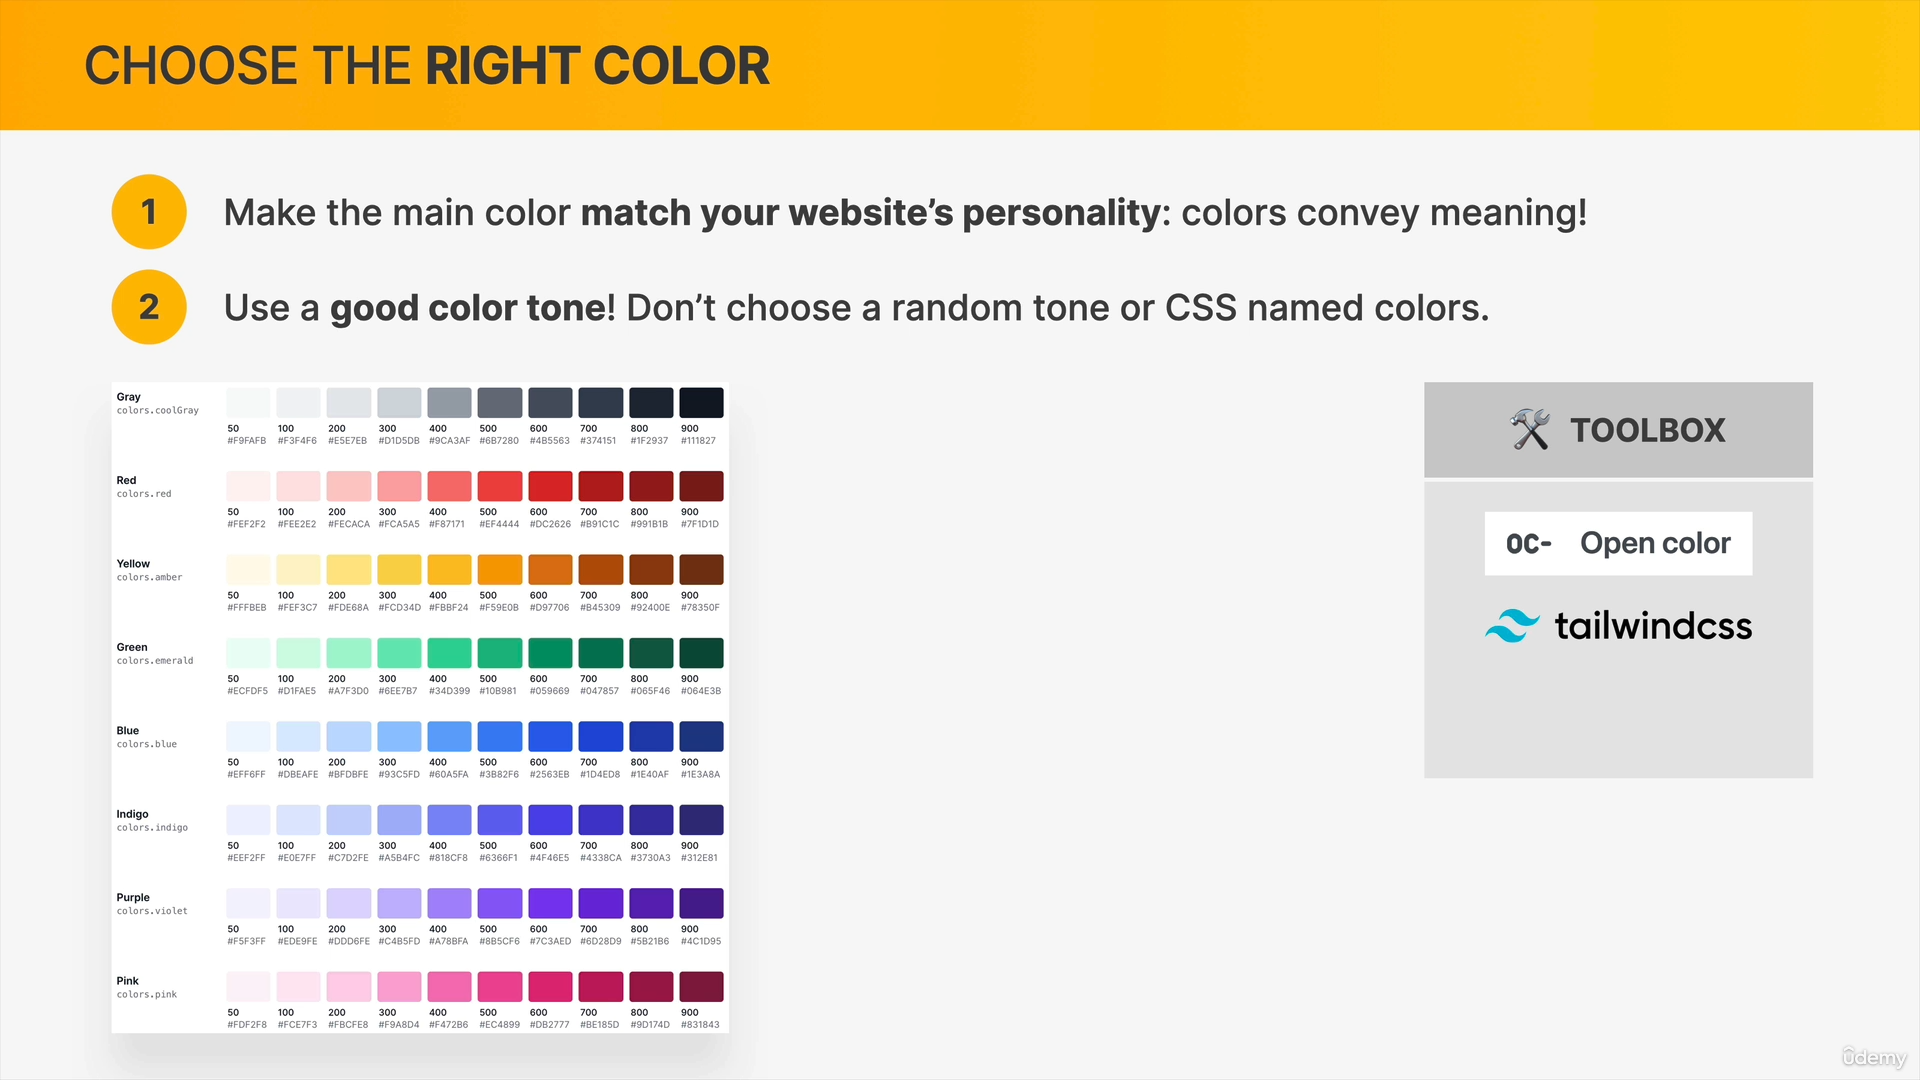 CHOOSE THE RIGHT COLOR
1 Make the main color match your website’s personality: colors convey meaning!
2 Use a good color tone! Don’t choose a random tone or CSS named colors.
Gray
colors.coolGray
50 100 200 300 400 500 600 700 800 900
#F9FAFB #F3F4F6 #E5E7EB #D1D5DB #9CA3AF #6B7280 #4B5563 #374151 #1F2937 #111827
Red
colors.red
50 100 200 300 400 500 600 700 800 900
#FEF2F2 #FEE2E2 #FECACA #FCA5A5 #F87171 #EF4444 #DC2626 #B91C1C #991B1B #7F1D1D
Yellow
colors.amber
50 100 200 300 400 500 600 700 800 900
#FFFBEB #FEF3C7 #FDE68A #FCD34D #FBBF24 #F59E0B #D97706 #B45309 #92400E #78350F
Green
colors.emerald
50 100 200 300 400 500 600 700 800 900
#ECFDF5 #D1FAE5 #A7F3D0 #6EE7B7 #34D399 #10B981 #059669 #047857 #065F46 #064E3B
Blue
colors.blue
50 100 200 300 400 500 600 700 800 900
#EFF6FF #DBEAFE #BFDBFE #93C5FD #60A5FA #3B82F6 #2563EB #1D4ED8 #1E40AF #1E3A8A
Indigo
colors.indigo
50 100 200 300 400 500 600 700 800 900
#EEF2FF #E0E7FF #C7D2FE #A5B4FC #818CF8 #6366F1 #4F46E5 #4338CA #3730A3 #312E81
Purple
colors.violet
50 100 200 300 400 500 600 700 800 900
#F5F3FF #EDE9FE #DDD6FE #C4B5FD #A78BFA #8B5CF6 #7C3AED #6D28D9 #5B21B6 #4C1D95
Pink
colors.pink
50 100 200 300 400 500 600 700 800 900
#FDF2F8 #FCE7F3 #FBCFE8 #F9A8D4 #F472B6 #EC4899 #DB2777 #BE185D #9D174D #831843
TOOLBOX
OC- Open color
tailwindcss
ûdemy